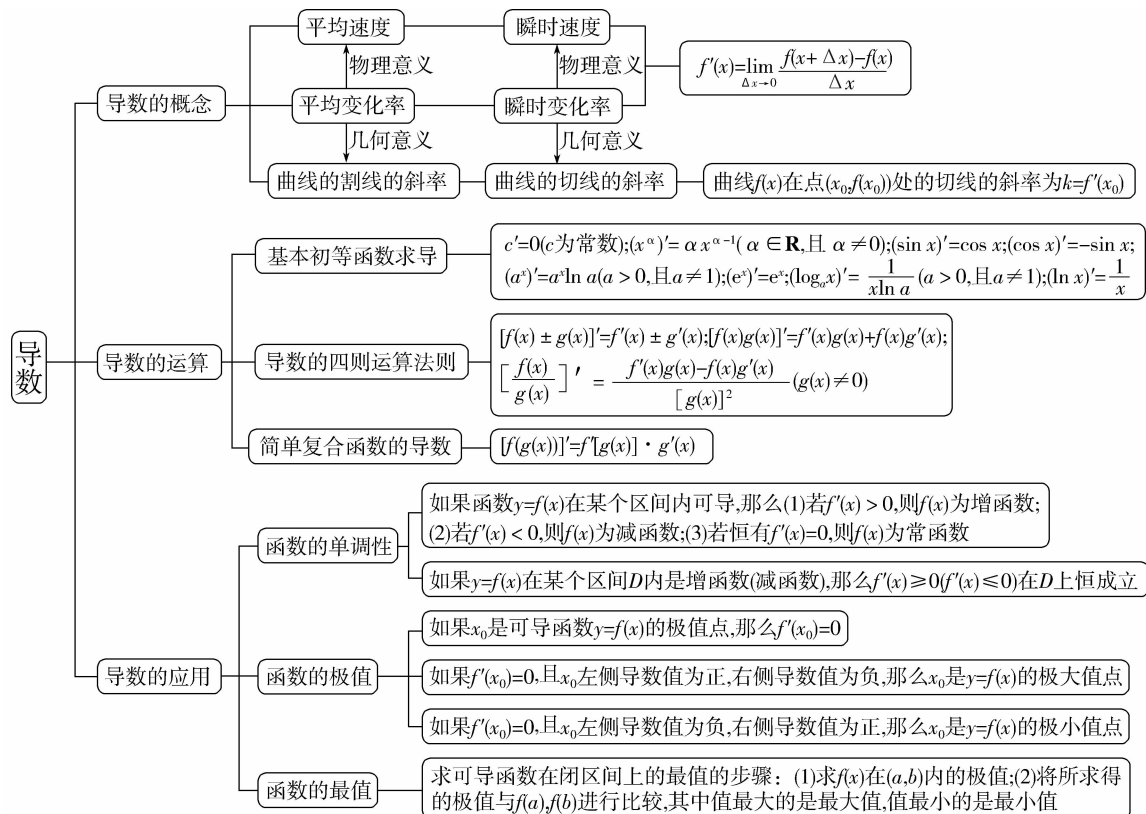 导数
导数的概念
平均速度
瞬时速度
物理意义
物理意义
平均变化率
瞬时变化率
f′(x)=lim Δx→0 f(x+Δx)-f(x) / Δx
几何意义
几何意义
曲线的割线的斜率
曲线的切线的斜率
曲线f(x)在点(x₀,f(x₀))处的切线的斜率为k=f′(x₀)
导数的运算
基本初等函数求导
c′=0(c为常数);(x^α)′=αx^(α-1)(α∈R,且α≠0);(sin x)′=cos x;(cos x)′=-sin x;
(aˣ)′=aˣln a(a>0,且a≠1);(eˣ)′=eˣ;(logₐx)′=1/(xln a)(a>0,且a≠1);(ln x)′=1/x
导数的四则运算法则
[f(x)±g(x)]′=f′(x)±g′(x);[f(x)g(x)]′=f′(x)g(x)+f(x)g′(x);
[f(x)/g(x)]′=(f′(x)g(x)-f(x)g′(x))/[g(x)]²(g(x)≠0)
简单复合函数的导数
[f(g(x))]′=f′[g(x)]·g′(x)
导数的应用
函数的单调性
如果函数y=f(x)在某个区间内可导,那么(1)若f′(x)>0,则f(x)为增函数;
(2)若f′(x)<0,则f(x)为减函数;(3)若恒有f′(x)=0,则f(x)为常函数
如果y=f(x)在某个区间D内是增函数(减函数),那么f′(x)≥0(f′(x)≤0)在D上恒成立
函数的极值
如果x₀是可导函数y=f(x)的极值点,那么f′(x₀)=0
如果f′(x₀)=0,且x₀左侧导数值为正,右侧导数值为负,那么x₀是y=f(x)的极大值点
如果f′(x₀)=0,且x₀左侧导数值为负,右侧导数值为正,那么x₀是y=f(x)的极小值点
函数的最值
求可导函数在闭区间上的最值的步骤：(1)求f(x)在(a,b)内的极值;(2)将所求得
的极值与f(a),f(b)进行比较,其中值最大的是最大值,值最小的是最小值